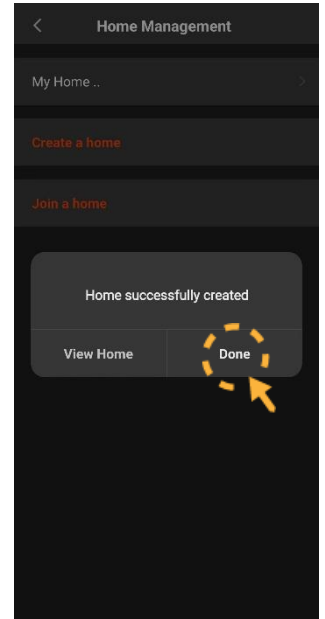 Home Management
My Home ..
Create a home
Join a home
Home successfully created
View Home
Done